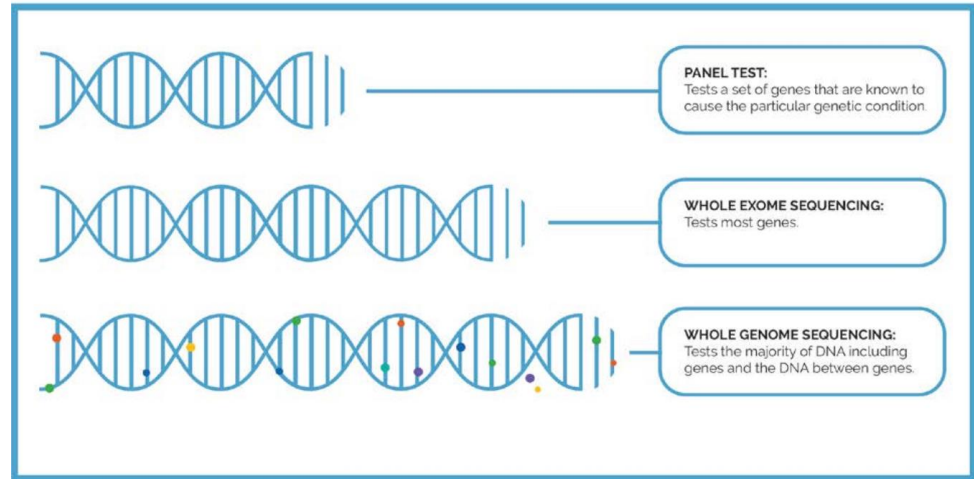 PANEL TEST:
Tests a set of genes that are known to
cause the particular genetic condition.
WHOLE EXOME SEQUENCING:
Tests most genes.
WHOLE GENOME SEQUENCING:
Tests the majority of DNA including
genes and the DNA between genes.